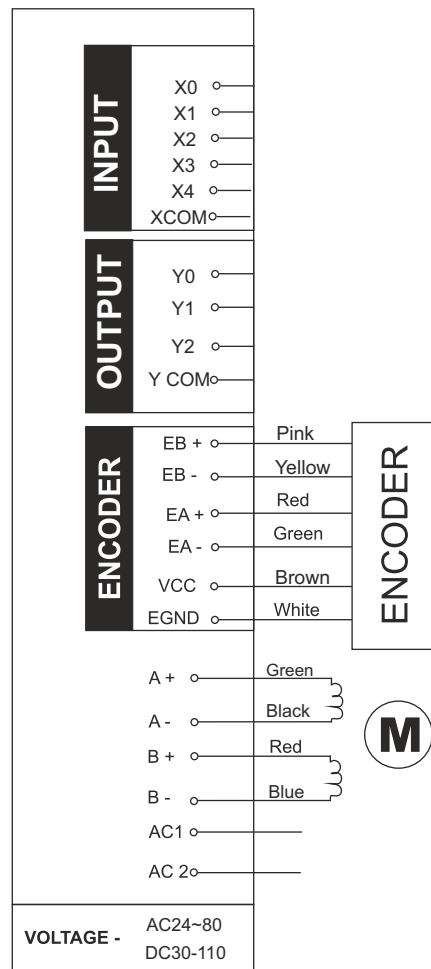 INPUT
X0
X1
X2
X3
X4
XCOM
OUTPUT
Y0
Y1
Y2
Y COM
ENCODER
EB + Pink
EB - Yellow
EA + Red
EA - Green
VCC Brown
EGND White
ENCODER
A + Green
A - Black
B + Red
B - Blue
M
AC1
AC 2
VOLTAGE - AC24~80
DC30-110